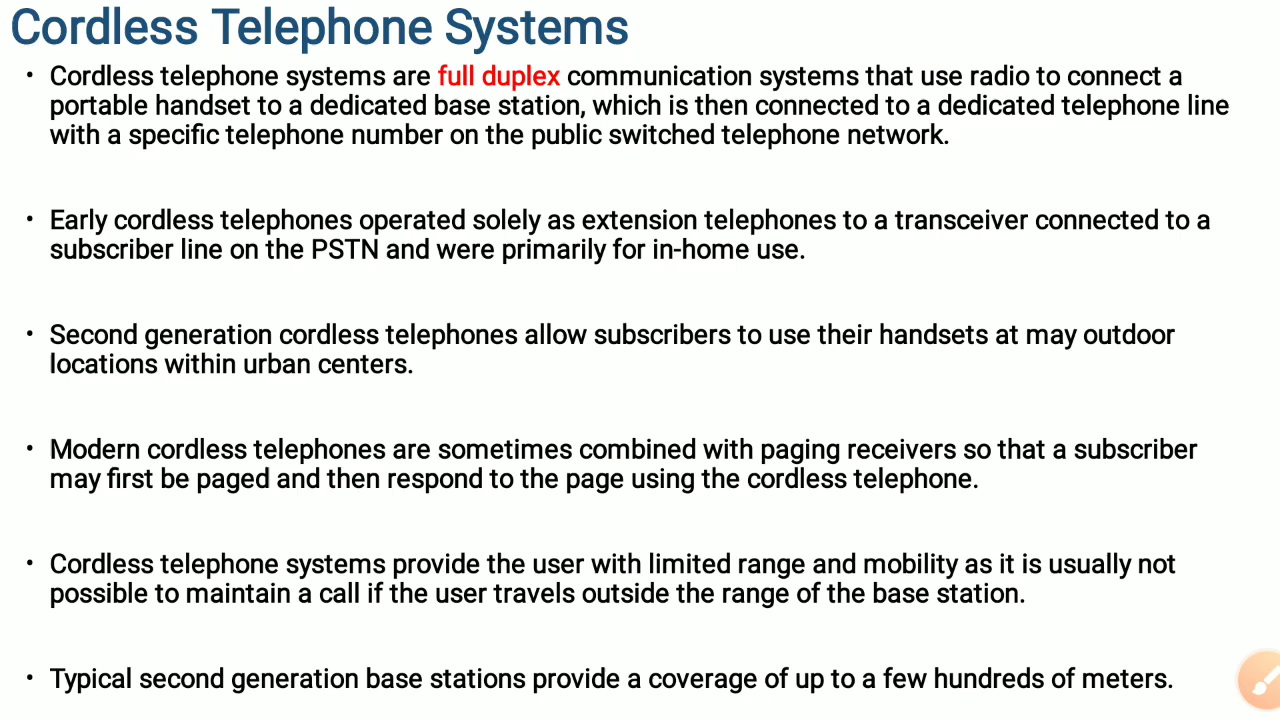 Cordless Telephone Systems
• Cordless telephone systems are full duplex communication systems that use radio to connect a
portable handset to a dedicated base station, which is then connected to a dedicated telephone line
with a specific telephone number on the public switched telephone network.
• Early cordless telephones operated solely as extension telephones to a transceiver connected to a
subscriber line on the PSTN and were primarily for in-home use.
• Second generation cordless telephones allow subscribers to use their handsets at may outdoor
locations within urban centers.
• Modern cordless telephones are sometimes combined with paging receivers so that a subscriber
may first be paged and then respond to the page using the cordless telephone.
• Cordless telephone systems provide the user with limited range and mobility as it is usually not
possible to maintain a call if the user travels outside the range of the base station.
• Typical second generation base stations provide a coverage of up to a few hundreds of meters.